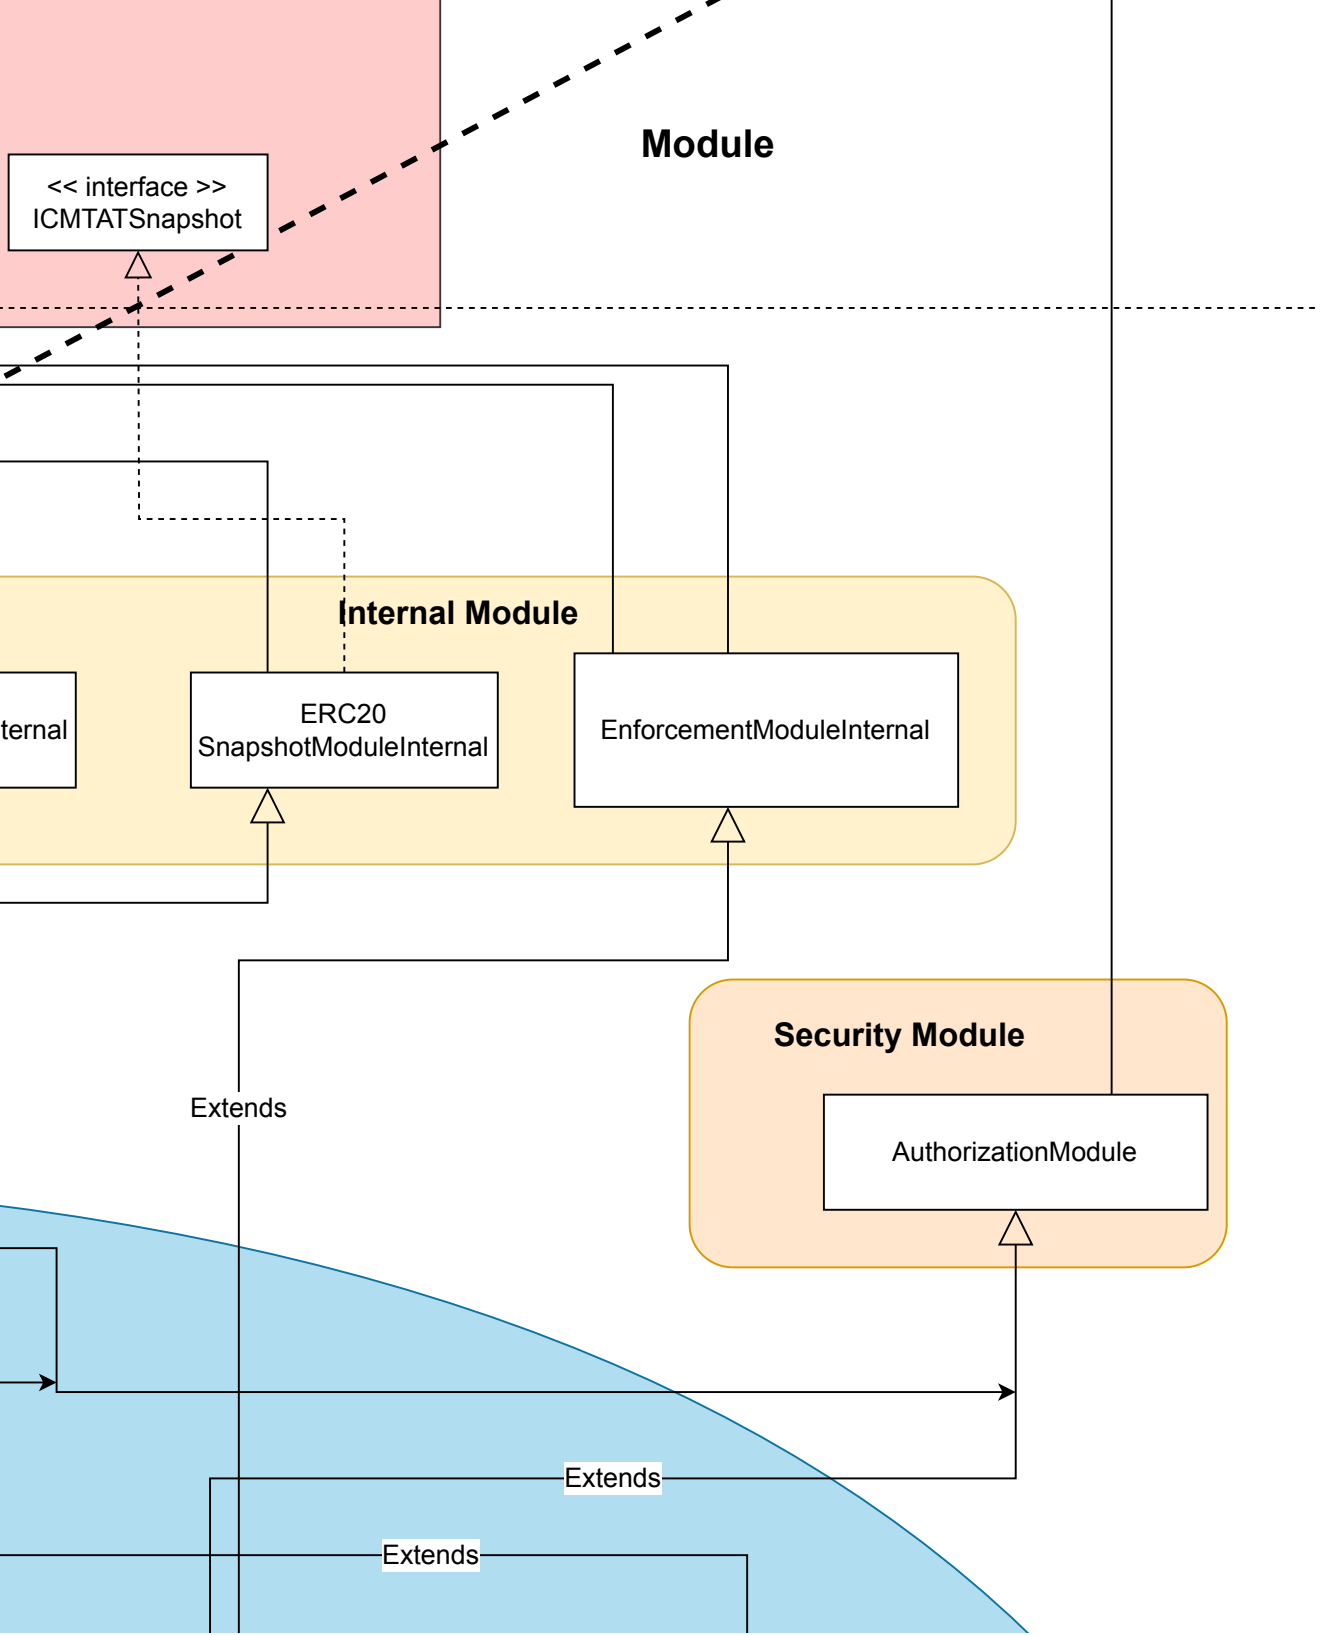 Module
<< interface >>
ICMTATSnapshot
Internal Module
ternal
ERC20
SnapshotModuleInternal
EnforcementModuleInternal
Security Module
Extends
AuthorizationModule
Extends
Extends